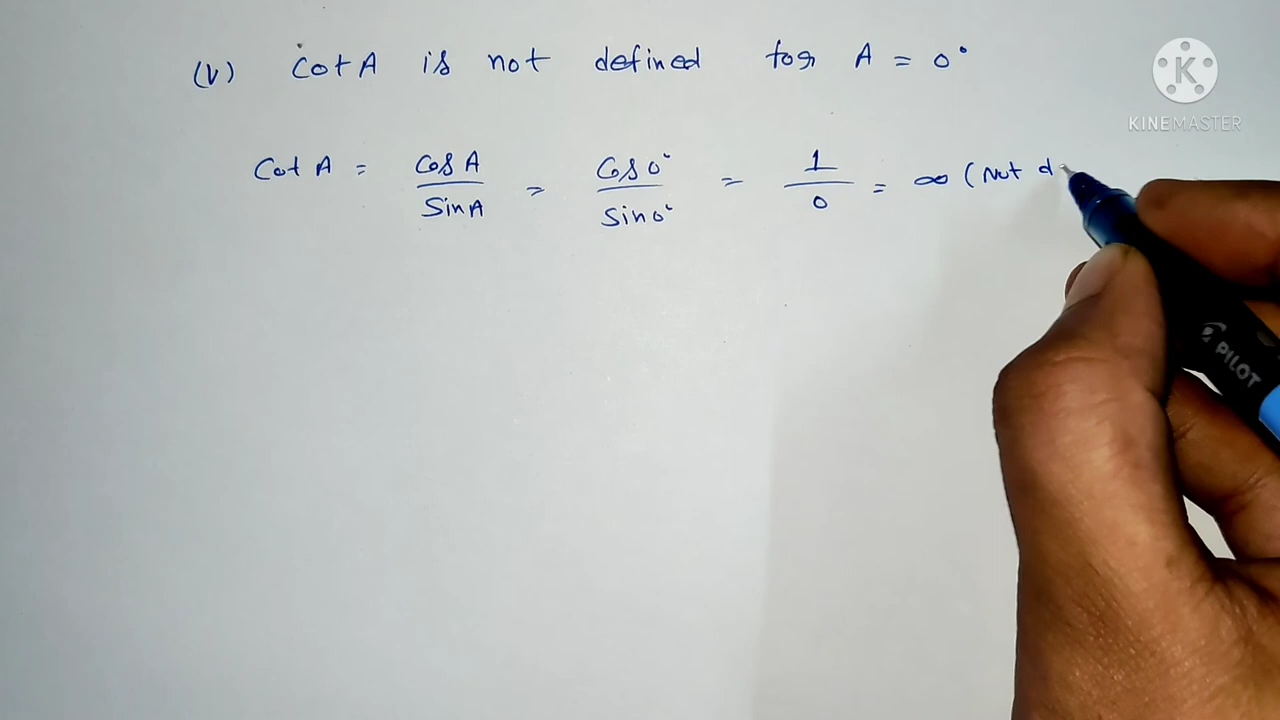 (V) Cot A is not defined for A = 0°
K
KINEMASTER
Cot A = Cos A / Sin A = Cos 0° / Sin 0° = 1 / 0 = ∞ (Not d
PILOT